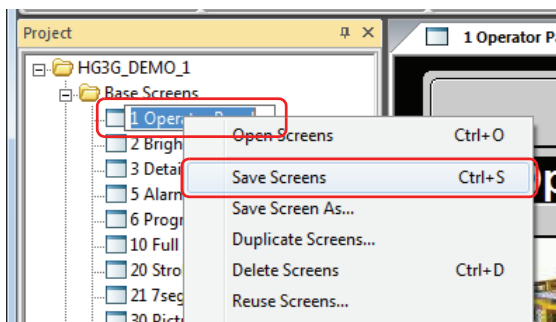 Project
1 Operator P
HG3G_DEMO_1
Base Screens
1 Oper
2 Brigh
3 Detai
5 Alarm
6 Progr
10 Full
20 Stro
21 7seg
30 Pict
Open Screens Ctrl+O
Save Screens Ctrl+S
Save Screen As...
Duplicate Screens...
Delete Screens Ctrl+D
Reuse Screens...